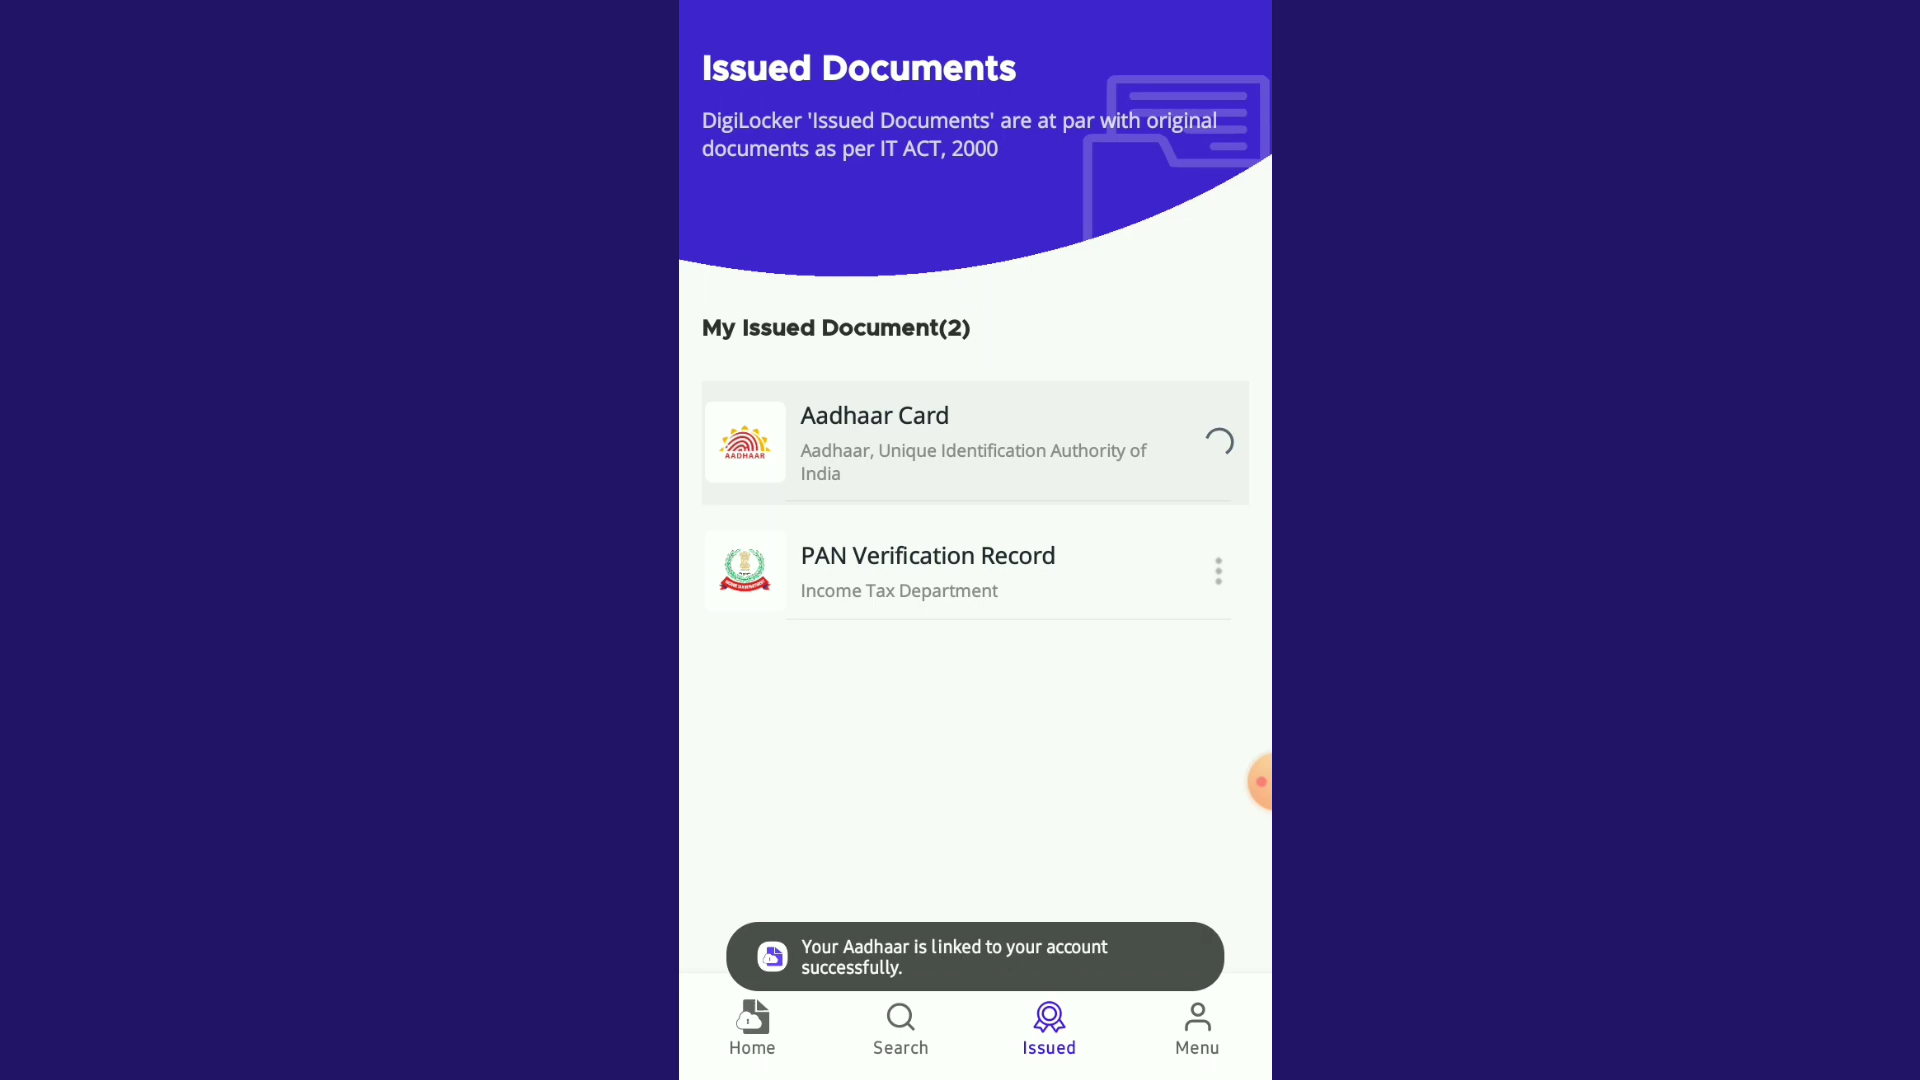 Issued Documents
DigiLocker 'Issued Documents' are at par with original
documents as per IT ACT, 2000
My Issued Document(2)
AADHAAR
Aadhaar Card
Aadhaar, Unique Identification Authority of
India
PAN Verification Record
Income Tax Department
Your Aadhaar is linked to your account
successfully.
Home
Search
Issued
Menu